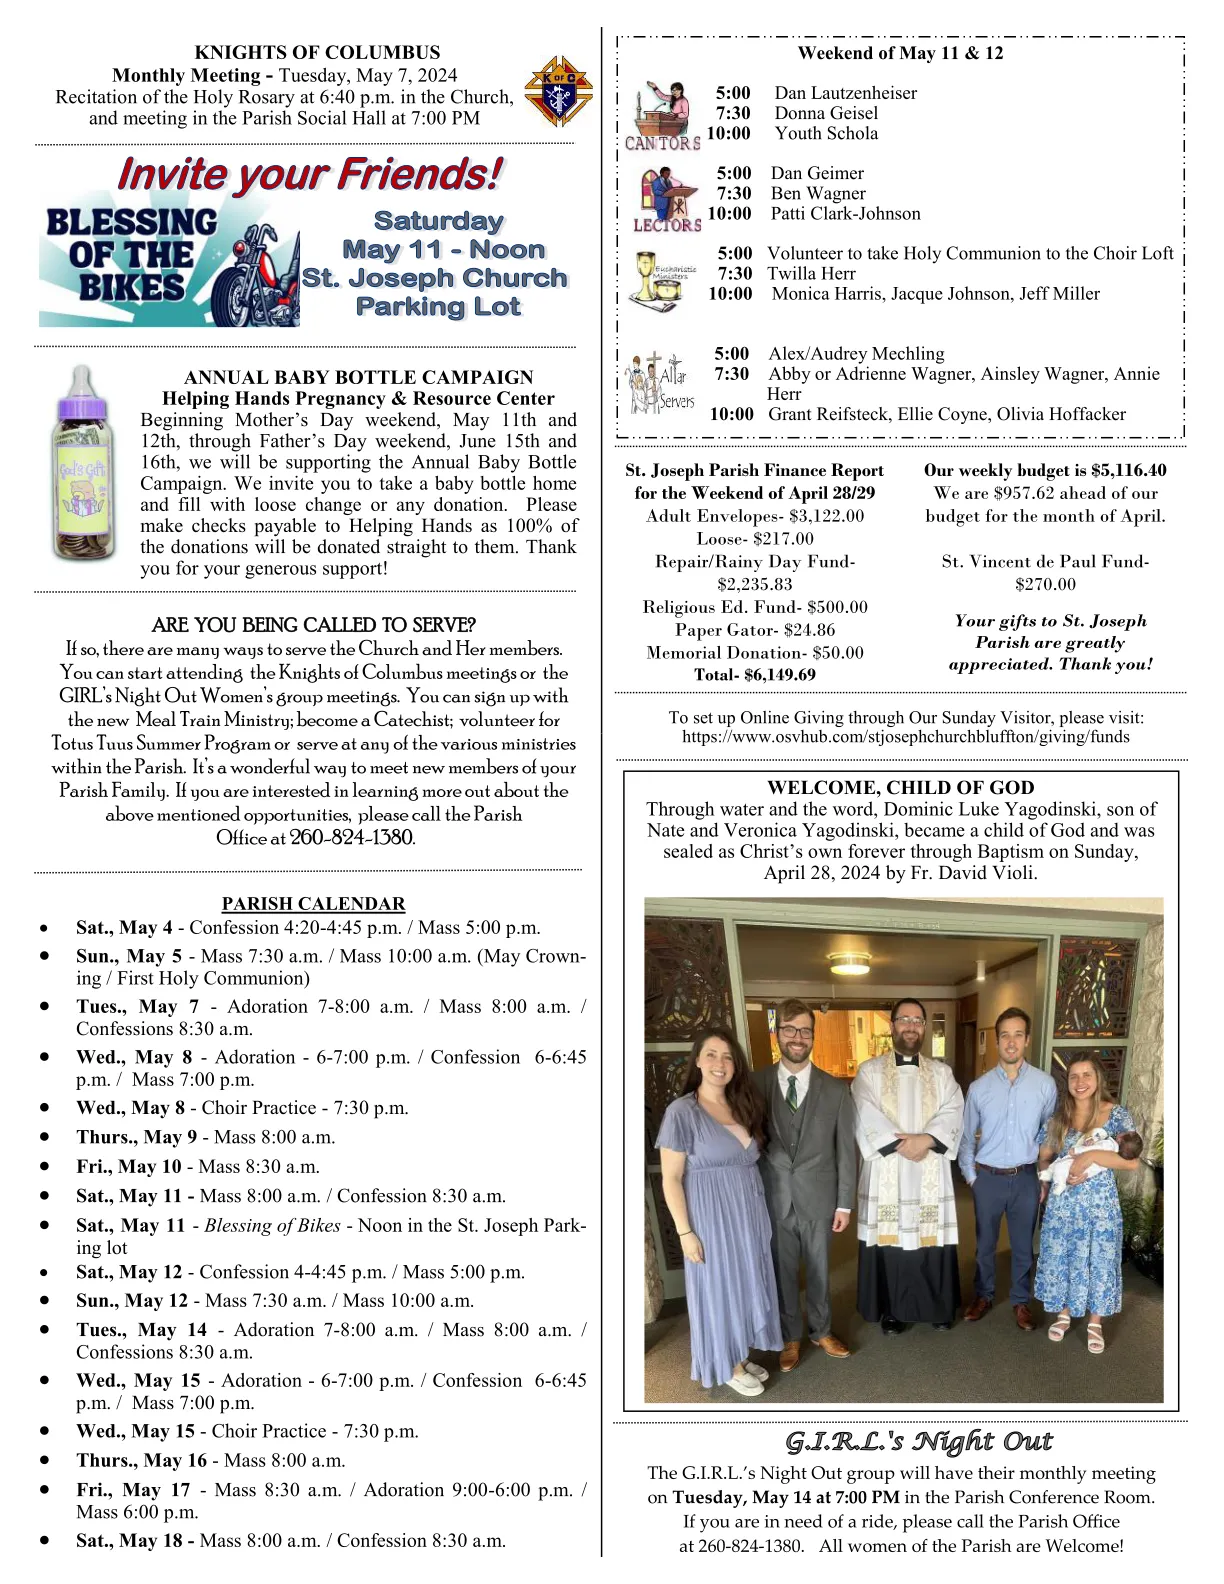 KNIGHTS OF COLUMBUS
Monthly Meeting - Tuesday, May 7, 2024
Recitation of the Holy Rosary at 6:40 p.m. in the Church,
and meeting in the Parish Social Hall at 7:00 PM
K OF C
Invite your Friends!
BLESSING
OF THE
BIKES
Saturday
May 11 - Noon
St. Joseph Church
Parking Lot
ANNUAL BABY BOTTLE CAMPAIGN
Helping Hands Pregnancy & Resource Center
Beginning Mother's Day weekend, May 11th and
12th, through Father's Day weekend, June 15th and
16th, we will be supporting the Annual Baby Bottle
Campaign. We invite you to take a baby bottle home
and fill with loose change or any donation. Please
make checks payable to Helping Hands as 100% of
the donations will be donated straight to them. Thank
you for your generous support!
God's Gift
ARE YOU BEING CALLED TO SERVE?
If so, there are many ways to serve the Church and Her members.
You can start attending the Knights of Columbus meetings or the
GIRL's Night Out Women's group meetings. You can sign up with
the new Meal Train Ministry; become a Catechist; volunteer for
Totus Tuus Summer Program or serve at any of the various ministries
within the Parish. It's a wonderful way to meet new members of your
Parish Family. If you are interested in learning more out about the
above mentioned opportunities, please call the Parish
Office at 260-824-1380.
PARISH CALENDAR
• Sat., May 4 - Confession 4:20-4:45 p.m. / Mass 5:00 p.m.
• Sun., May 5 - Mass 7:30 a.m. / Mass 10:00 a.m. (May Crown-
ing / First Holy Communion)
• Tues., May 7 - Adoration 7-8:00 a.m. / Mass 8:00 a.m. /
Confessions 8:30 a.m.
• Wed., May 8 - Adoration - 6-7:00 p.m. / Confession 6-6:45
p.m. / Mass 7:00 p.m.
• Wed., May 8 - Choir Practice - 7:30 p.m.
• Thurs., May 9 - Mass 8:00 a.m.
• Fri., May 10 - Mass 8:30 a.m.
• Sat., May 11 - Mass 8:00 a.m. / Confession 8:30 a.m.
• Sat., May 11 - Blessing of Bikes - Noon in the St. Joseph Park-
ing lot
• Sat., May 12 - Confession 4-4:45 p.m. / Mass 5:00 p.m.
• Sun., May 12 - Mass 7:30 a.m. / Mass 10:00 a.m.
• Tues., May 14 - Adoration 7-8:00 a.m. / Mass 8:00 a.m. /
Confessions 8:30 a.m.
• Wed., May 15 - Adoration - 6-7:00 p.m. / Confession 6-6:45
p.m. / Mass 7:00 p.m.
• Wed., May 15 - Choir Practice - 7:30 p.m.
• Thurs., May 16 - Mass 8:00 a.m.
• Fri., May 17 - Mass 8:30 a.m. / Adoration 9:00-6:00 p.m. /
Mass 6:00 p.m.
• Sat., May 18 - Mass 8:00 a.m. / Confession 8:30 a.m.
Weekend of May 11 & 12
CANTORS
5:00 Dan Lautzenheiser
7:30 Donna Geisel
10:00 Youth Schola
LECTORS
5:00 Dan Geimer
7:30 Ben Wagner
10:00 Patti Clark-Johnson
Eucharistic
Ministers
5:00 Volunteer to take Holy Communion to the Choir Loft
7:30 Twilla Herr
10:00 Monica Harris, Jacque Johnson, Jeff Miller
Altar
Servers
5:00 Alex/Audrey Mechling
7:30 Abby or Adrienne Wagner, Ainsley Wagner, Annie
Herr
10:00 Grant Reifsteck, Ellie Coyne, Olivia Hoffacker
St. Joseph Parish Finance Report
for the Weekend of April 28/29
Adult Envelopes- $3,122.00
Loose- $217.00
Repair/Rainy Day Fund-
$2,235.83
Religious Ed. Fund- $500.00
Paper Gator- $24.86
Memorial Donation- $50.00
Total- $6,149.69
Our weekly budget is $5,116.40
We are $957.62 ahead of our
budget for the month of April.
St. Vincent de Paul Fund-
$270.00
Your gifts to St. Joseph
Parish are greatly
appreciated. Thank you!
To set up Online Giving through Our Sunday Visitor, please visit:
https://www.osvhub.com/stjosephchurchbluffton/giving/funds
WELCOME, CHILD OF GOD
Through water and the word, Dominic Luke Yagodinski, son of
Nate and Veronica Yagodinski, became a child of God and was
sealed as Christ's own forever through Baptism on Sunday,
April 28, 2024 by Fr. David Violi.
G.I.R.L.'s Night Out
The G.I.R.L.'s Night Out group will have their monthly meeting
on Tuesday, May 14 at 7:00 PM in the Parish Conference Room.
If you are in need of a ride, please call the Parish Office
at 260-824-1380. All women of the Parish are Welcome!